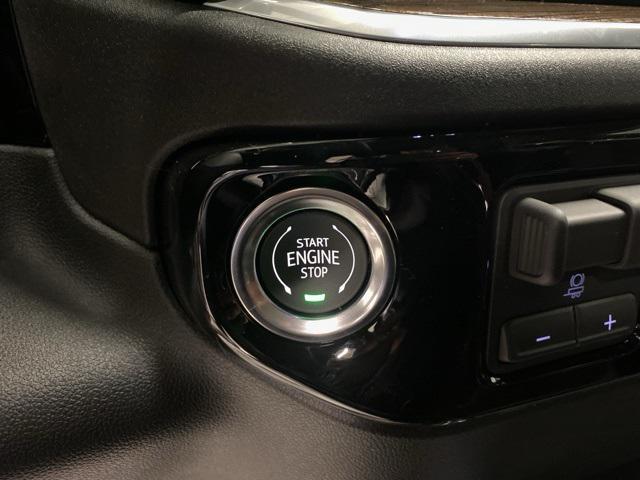 START
ENGINE
STOP
- +